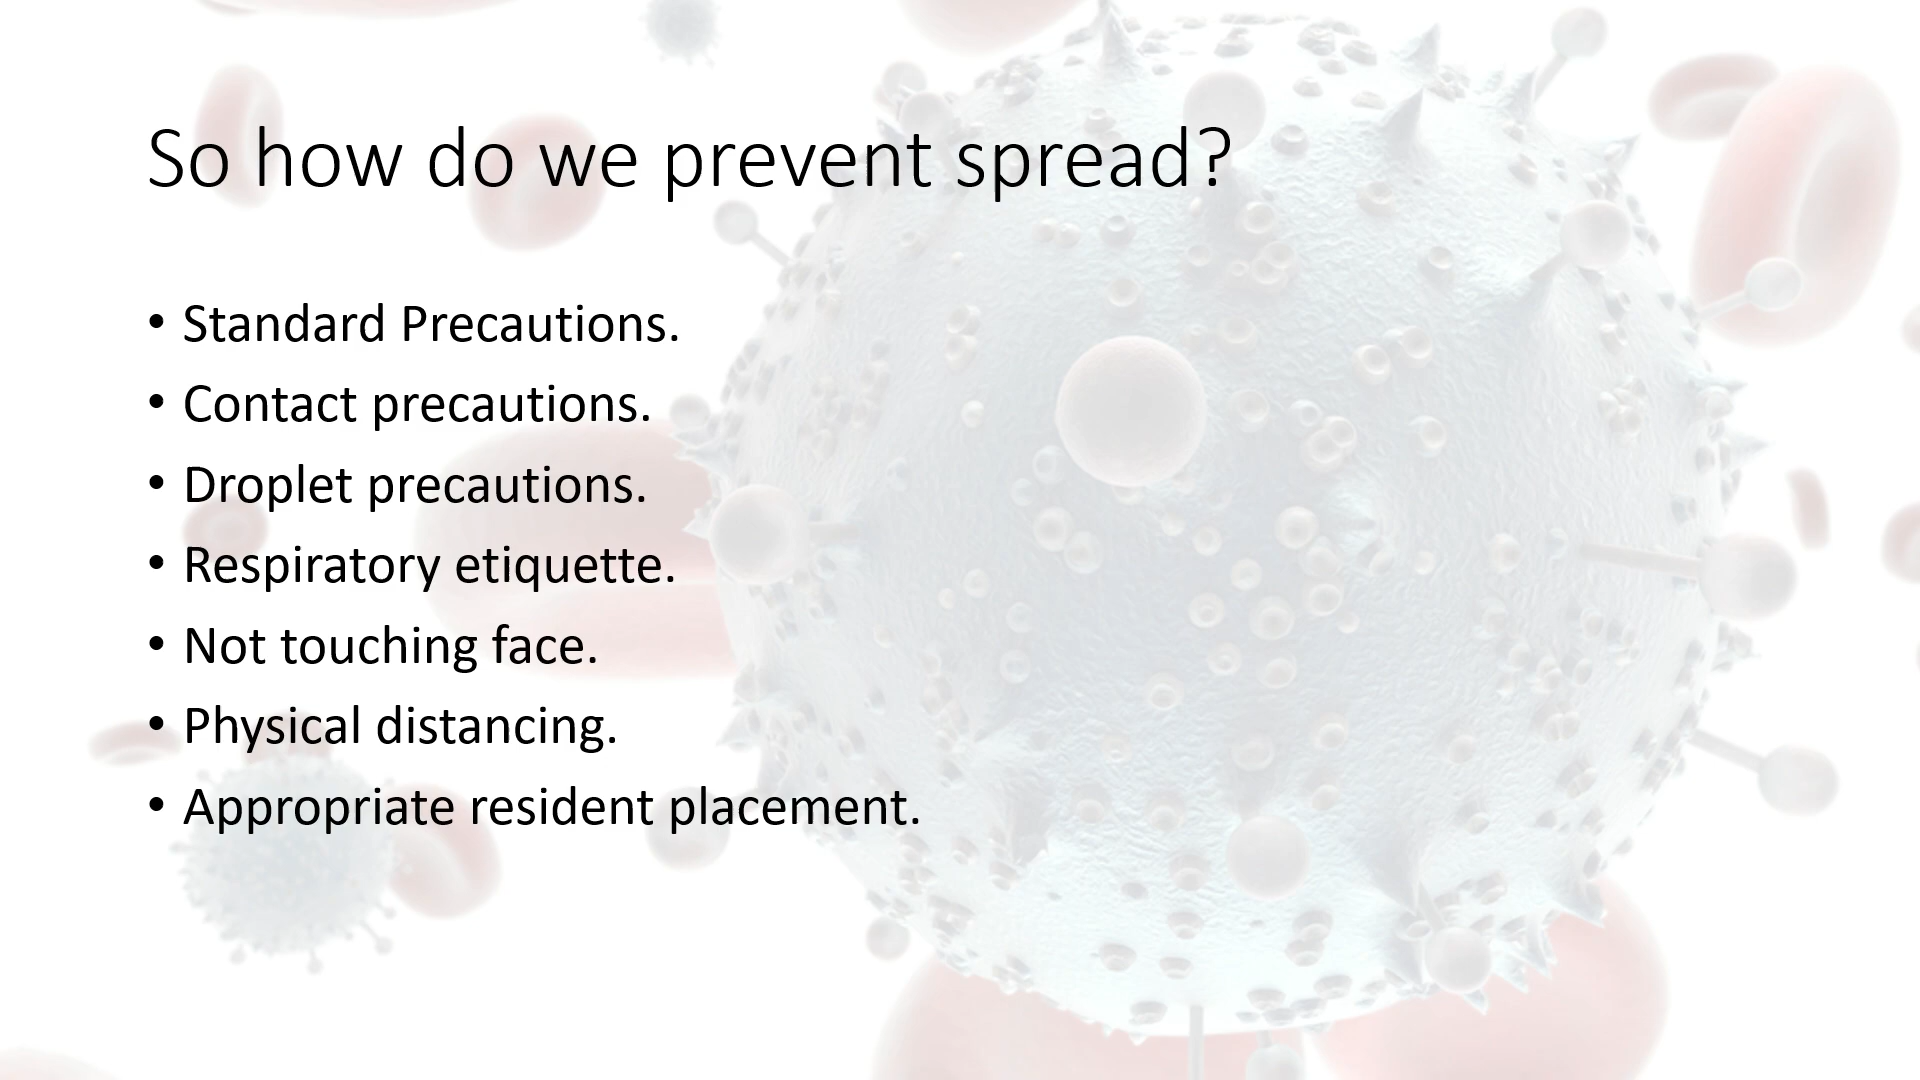 So how do we prevent spread?
• Standard Precautions.
• Contact precautions.
• Droplet precautions.
• Respiratory etiquette.
• Not touching face.
• Physical distancing.
• Appropriate resident placement.